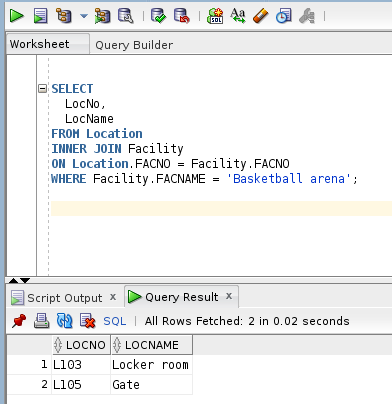 Worksheet Query Builder
SELECT
LocNo,
LocName
FROM Location
INNER JOIN Facility
ON Location.FACNO = Facility.FACNO
WHERE Facility.FACNAME = 'Basketball arena';
Script Output x Query Result x
SQL | All Rows Fetched: 2 in 0.02 seconds
LOCNO LOCNAME
1 L103 Locker room
2 L105 Gate